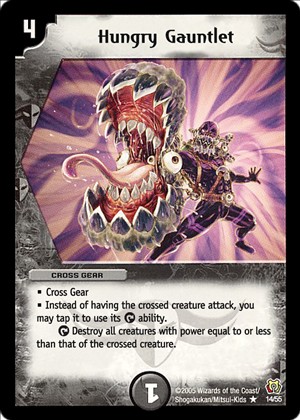 4 Hungry Gauntlet
CROSS GEAR
▪ Cross Gear
▪ Instead of having the crossed creature attack, you
may tap it to use its ability.
Destroy all creatures with power equal to or less
than that of the crossed creature.
©2005 Wizards of the Coast/
Shogakukan/Mitsui-Kids ★ 14/55
1